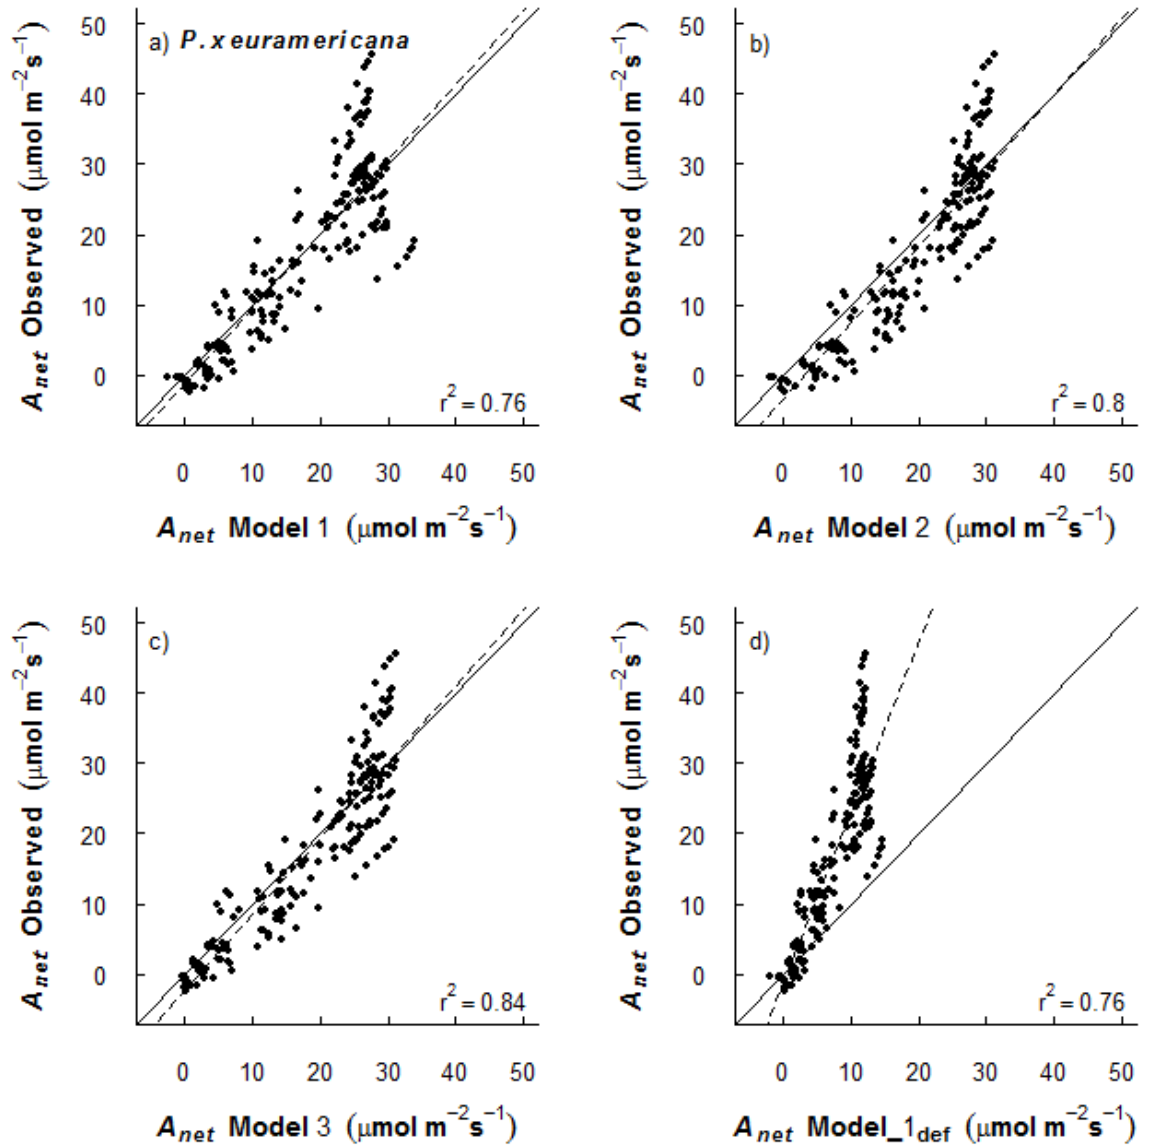 a) P.xeuramericana
50
40
30
20
10
0
A_net Observed (μmol m⁻²s⁻¹)
r² = 0.76
0 10 20 30 40 50
A_net Model 1 (μmol m⁻²s⁻¹)
b)
50
40
30
20
10
0
A_net Observed (μmol m⁻²s⁻¹)
r² = 0.8
0 10 20 30 40 50
A_net Model 2 (μmol m⁻²s⁻¹)
c)
50
40
30
20
10
0
A_net Observed (μmol m⁻²s⁻¹)
r² = 0.84
0 10 20 30 40 50
A_net Model 3 (μmol m⁻²s⁻¹)
d)
50
40
30
20
10
0
A_net Observed (μmol m⁻²s⁻¹)
r² = 0.76
0 10 20 30 40 50
A_net Model_1def (μmol m⁻²s⁻¹)